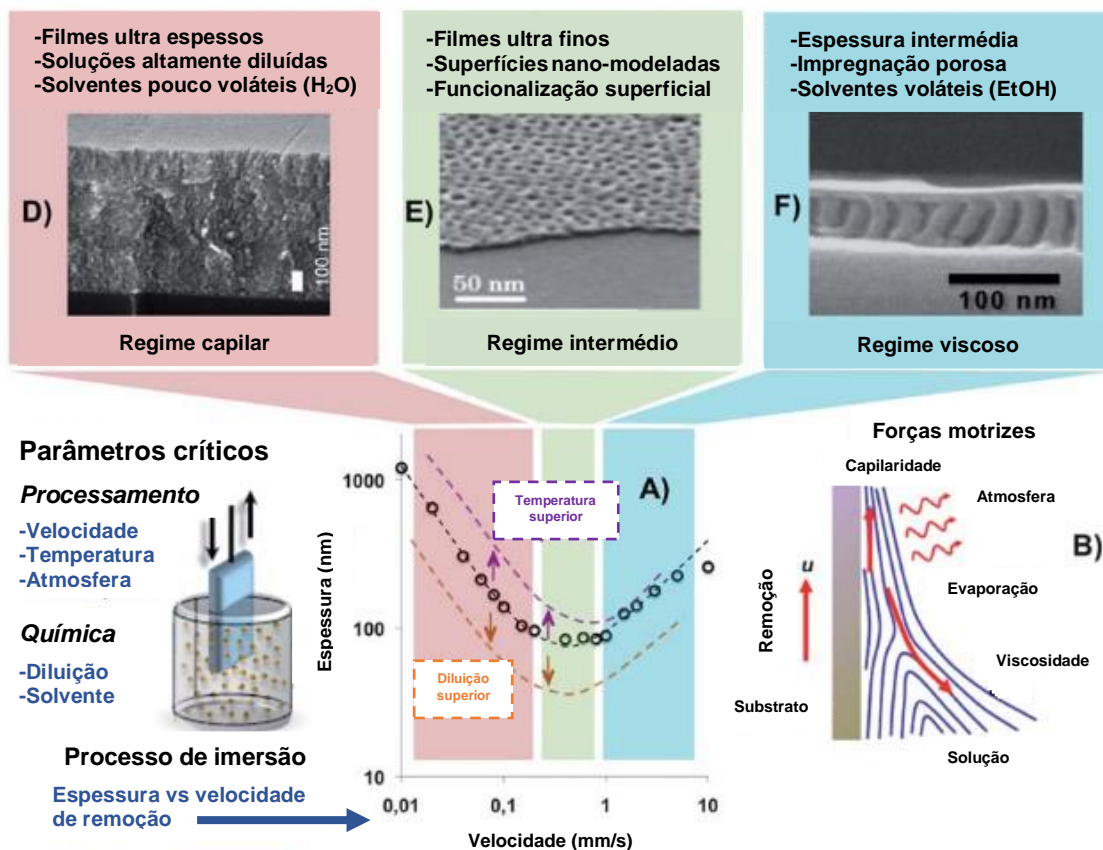 -Filmes ultra espessos
-Soluções altamente diluídas
-Solventes pouco voláteis (H₂O)
D)
100 nm
Regime capilar
-Filmes ultra finos
-Superfícies nano-modeladas
-Funcionalização superficial
E)
50 nm
Regime intermédio
-Espessura intermédia
-Impregnação porosa
-Solventes voláteis (EtOH)
F)
100 nm
Regime viscoso
Parâmetros críticos
Processamento
-Velocidade
-Temperatura
-Atmosfera
Química
-Diluição
-Solvente
Processo de imersão
Espessura vs velocidade
de remoção
A)
Temperatura
superior
Diluição
superior
Espessura (nm)
1000
100
10
0,01
0,1
1
10
Velocidade (mm/s)
Forças motrizes
Capilaridade
Atmosfera
B)
u
Remoção
Evaporação
Viscosidade
Substrato
Solução